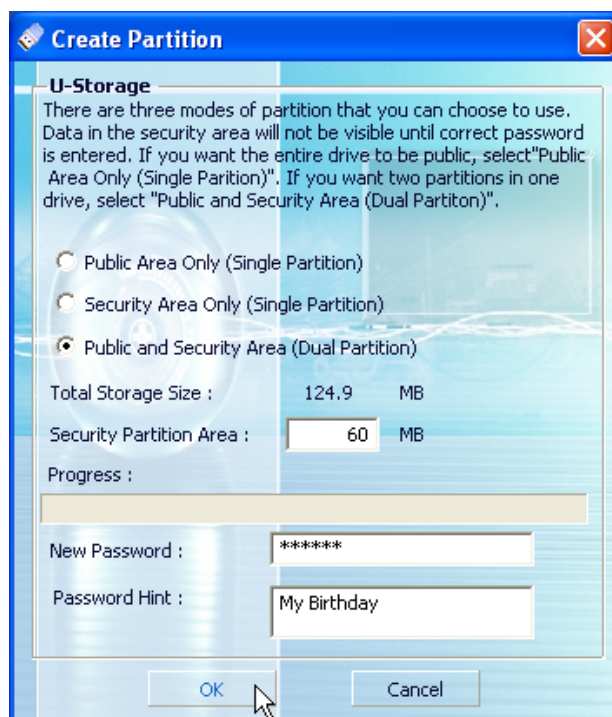 Create Partition
U-Storage
There are three modes of partition that you can choose to use.
Data in the security area will not be visible until correct password
is entered. If you want the entire drive to be public, select"Public
Area Only (Single Parition)". If you want two partitions in one
drive, select "Public and Security Area (Dual Partiton)".
Public Area Only (Single Partition)
Security Area Only (Single Partition)
Public and Security Area (Dual Partition)
Total Storage Size : 124.9 MB
Security Partition Area : 60 MB
Progress :
New Password : ******
Password Hint : My Birthday
OK Cancel